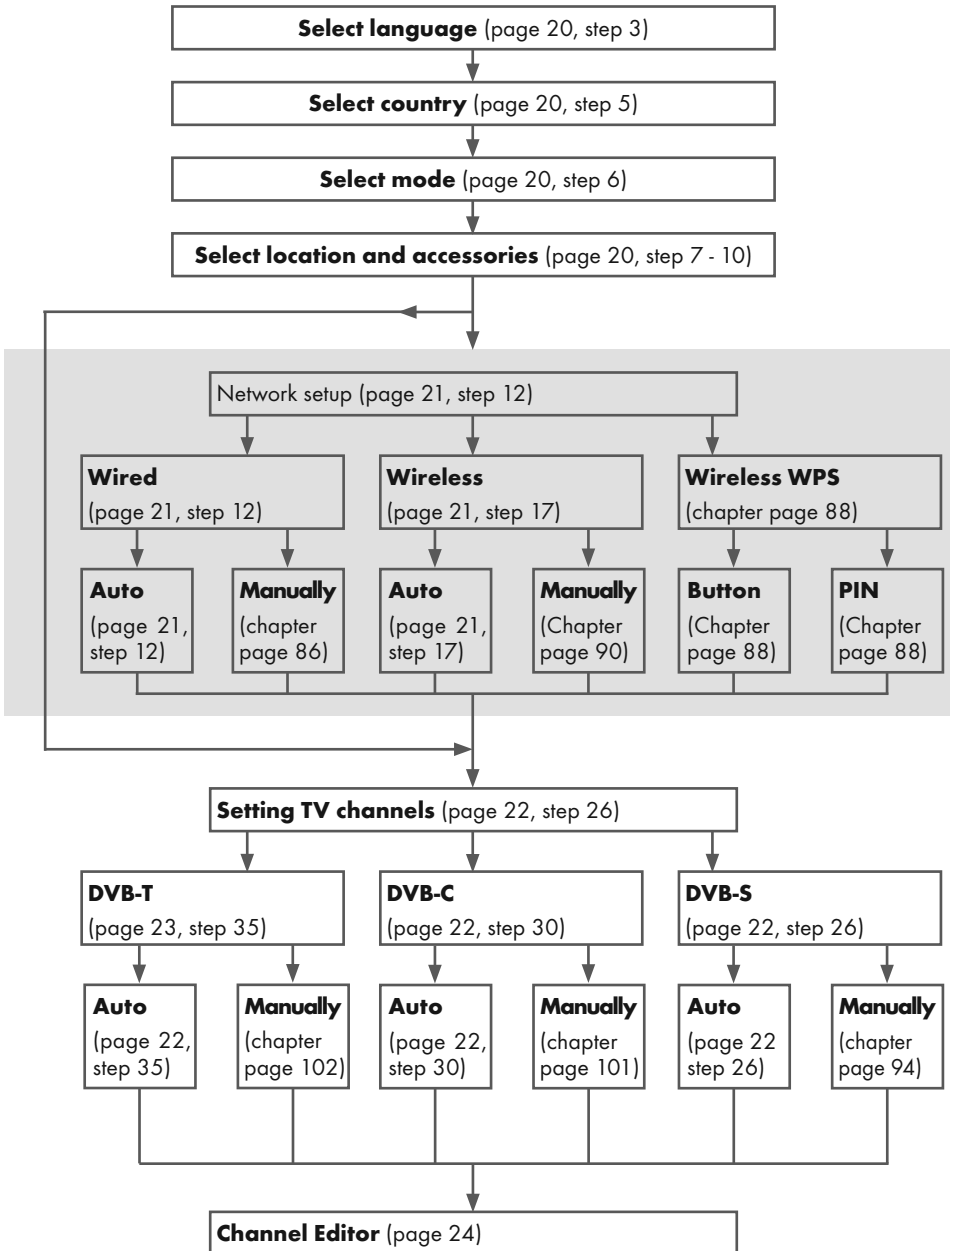 Select language (page 20, step 3)
Select country (page 20, step 5)
Select mode (page 20, step 6)
Select location and accessories (page 20, step 7 - 10)
Network setup (page 21, step 12)
Wired
(page 21, step 12)
Wireless
(page 21, step 17)
Wireless WPS
(chapter page 88)
Auto
(page 21,
step 12)
Manually
(chapter
page 86)
Auto
(page 21,
step 17)
Manually
(Chapter
page 90)
Button
(Chapter
page 88)
PIN
(Chapter
page 88)
Setting TV channels (page 22, step 26)
DVB-T
(page 23, step 35)
DVB-C
(page 22, step 30)
DVB-S
(page 22, step 26)
Auto
(page 22,
step 35)
Manually
(chapter
page 102)
Auto
(page 22,
step 30)
Manually
(chapter
page 101)
Auto
(page 22
step 26)
Manually
(chapter
page 94)
Channel Editor (page 24)